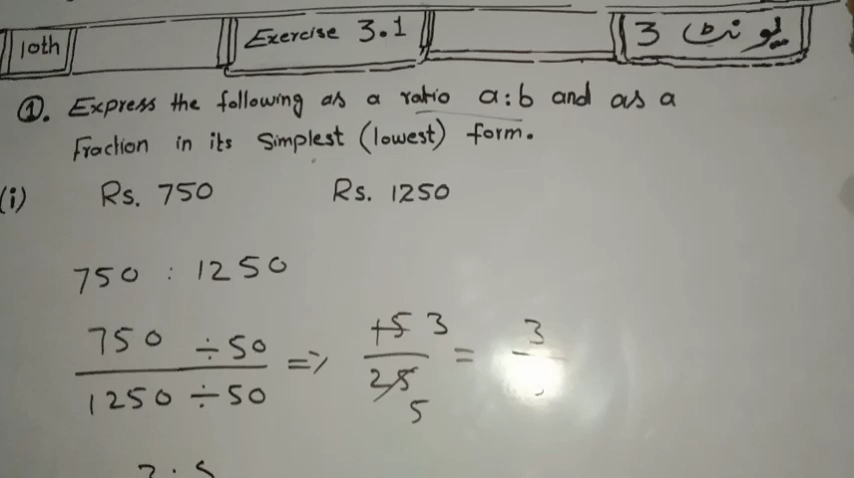 10th Exercise 3.1 یونٹ 3
①. Express the following as a ratio a:b and as a
Fraction in its Simplest (lowest) form.
(i) Rs. 750 Rs. 1250
750 : 1250
750 ÷50 / 1250 ÷50 => 15 3 / 25 5 = 3